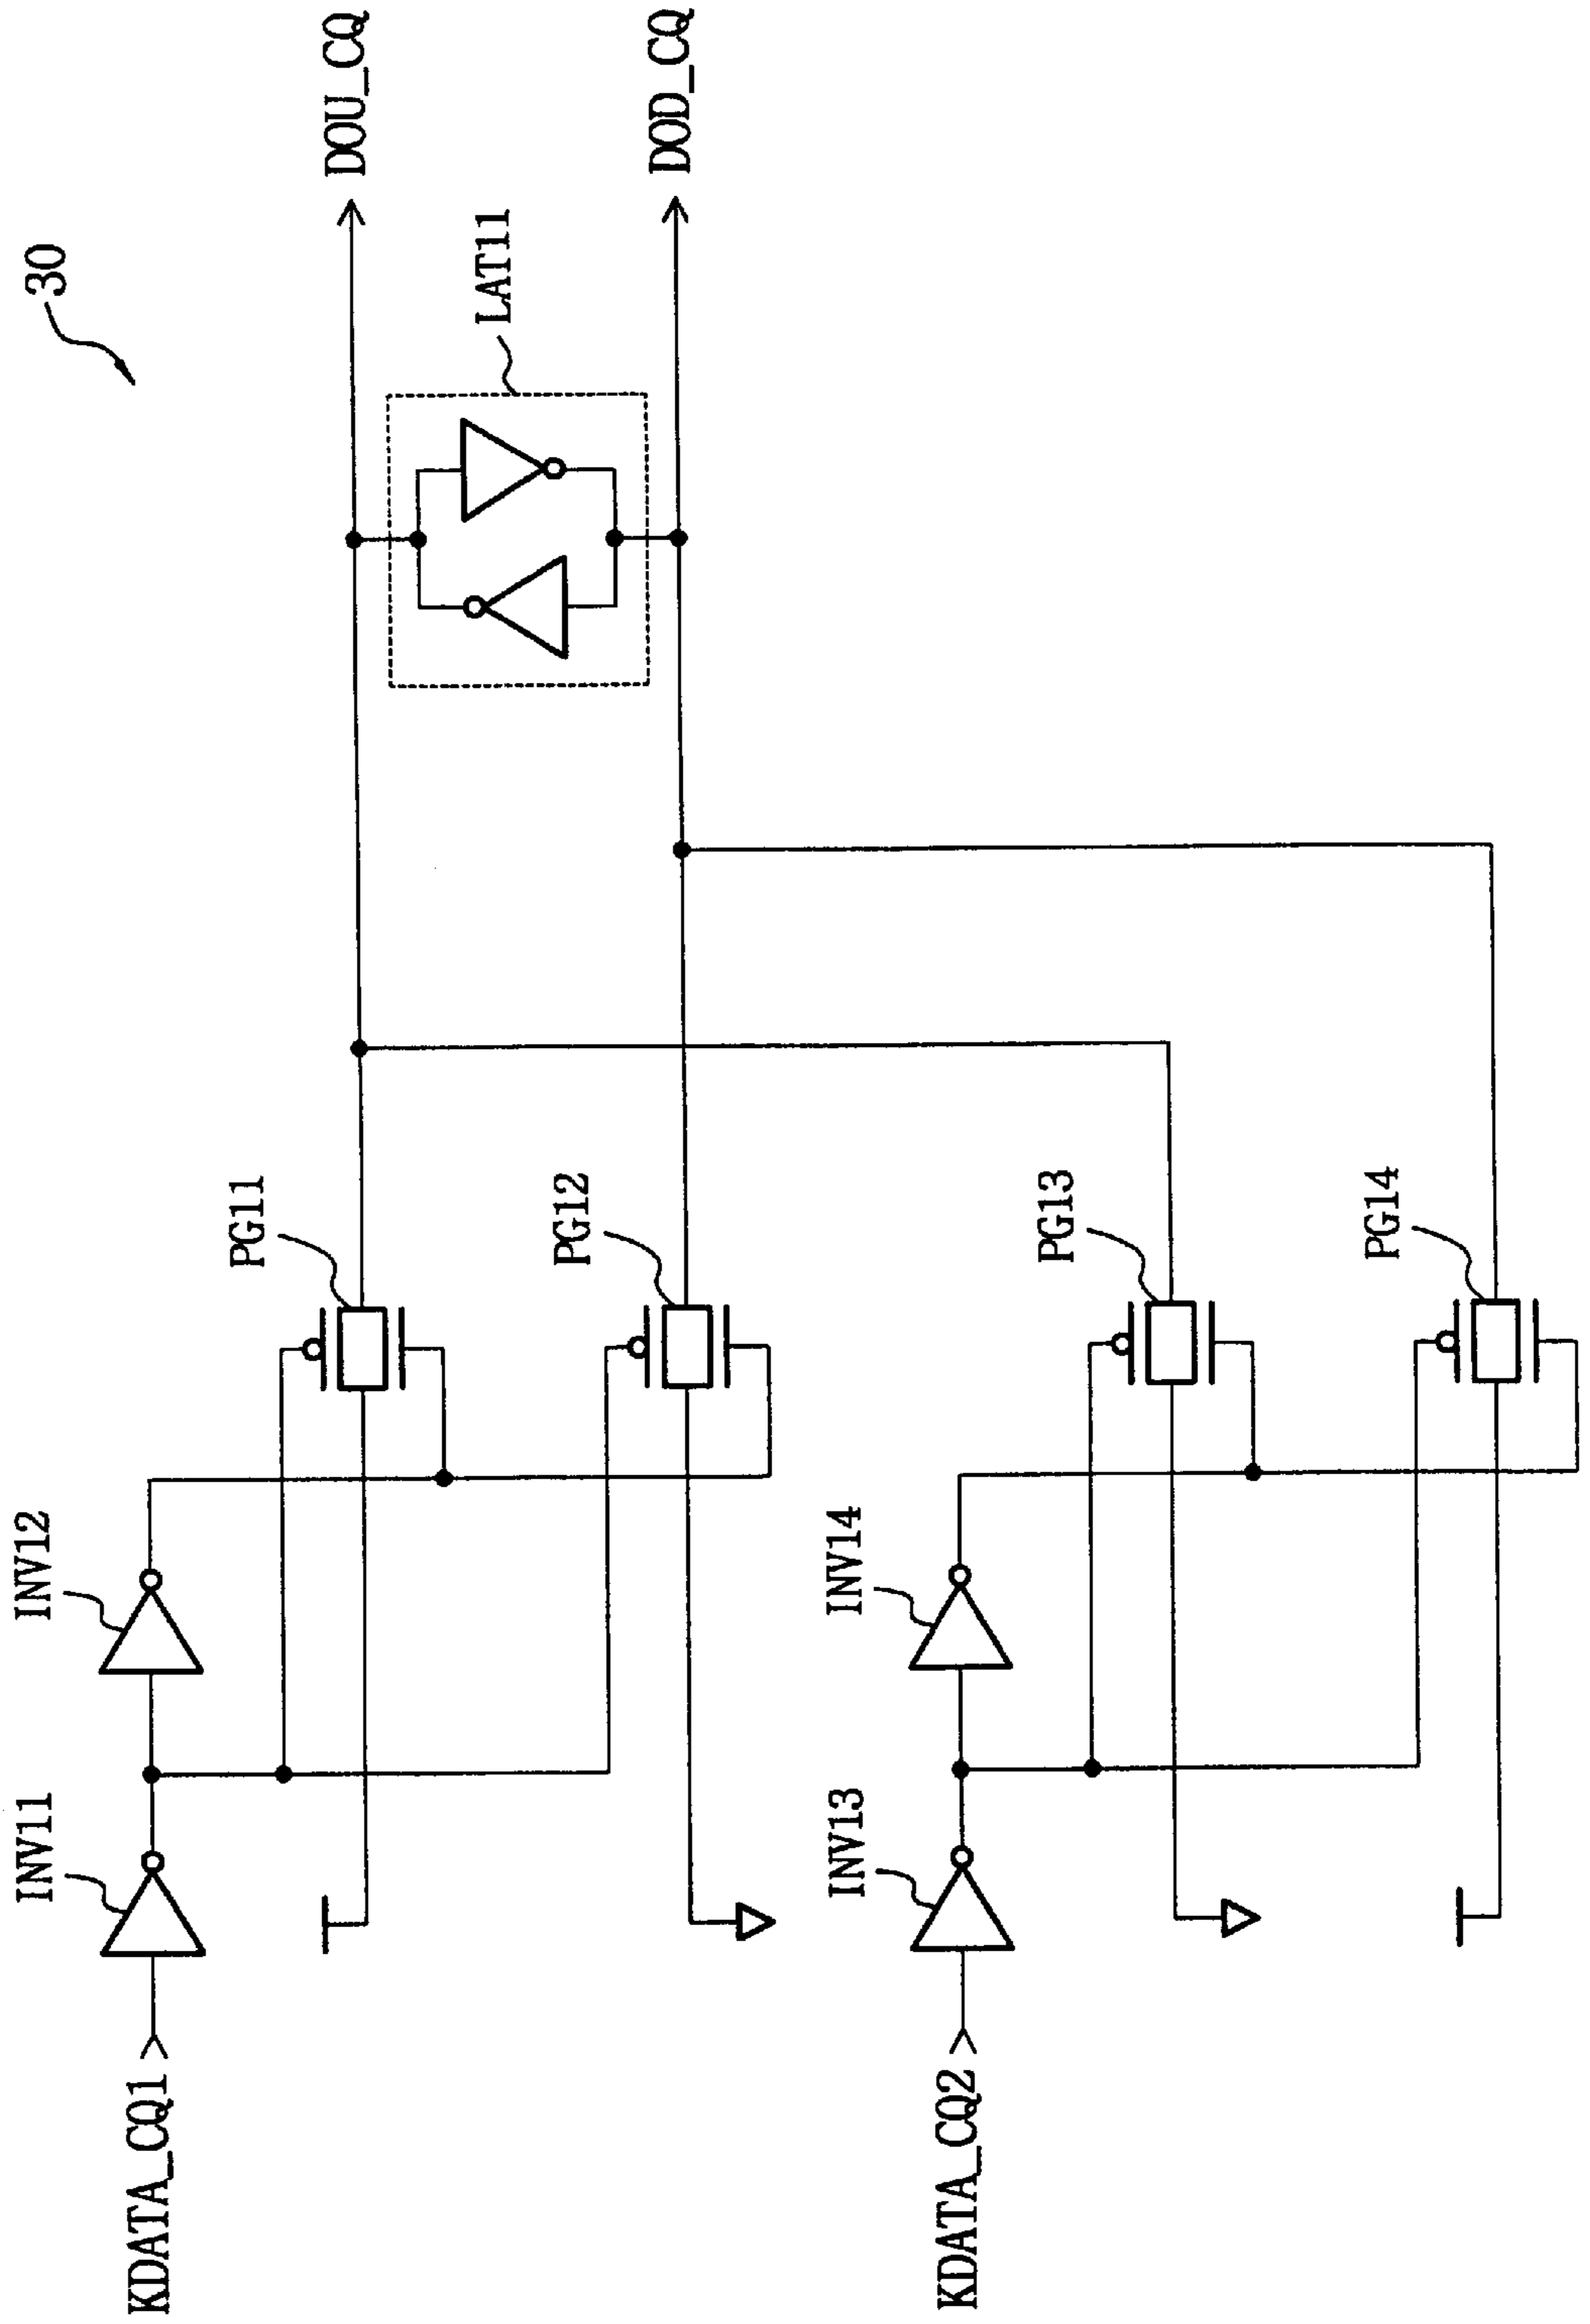 30
KDATA_CQ1
INV11
INV12
PG11
DOU_CQ
PG12
LAT11
DOD_CQ
KDATA_CQ2
INV13
INV14
PG13
PG14